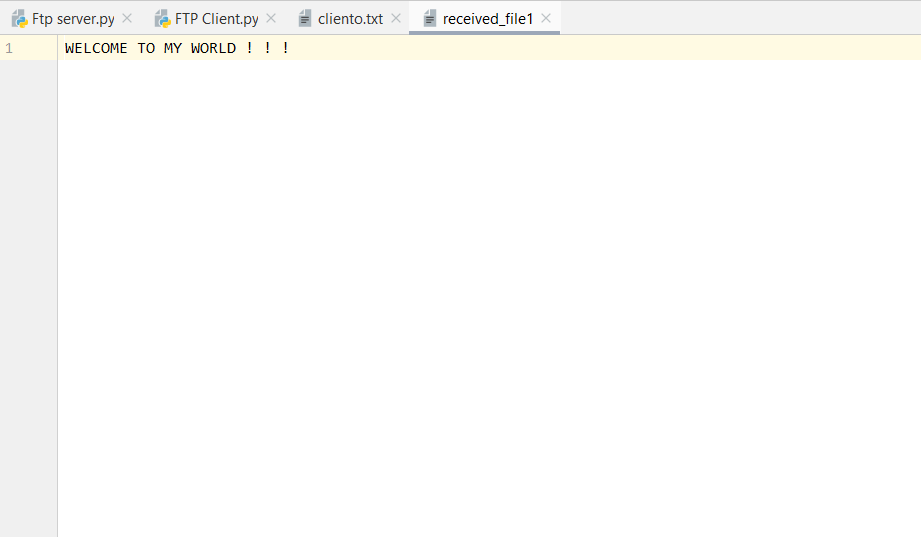 Ftp server.py FTP Client.py cliento.txt received_file1
1 WELCOME TO MY WORLD ! ! !